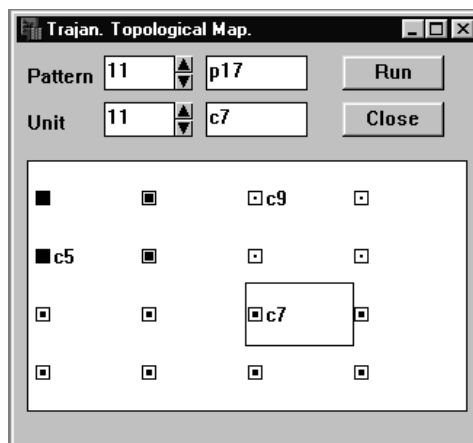 Trajan. Topological Map.
Pattern 11 p17 Run
Unit 11 c7 Close
c9
c5
c7